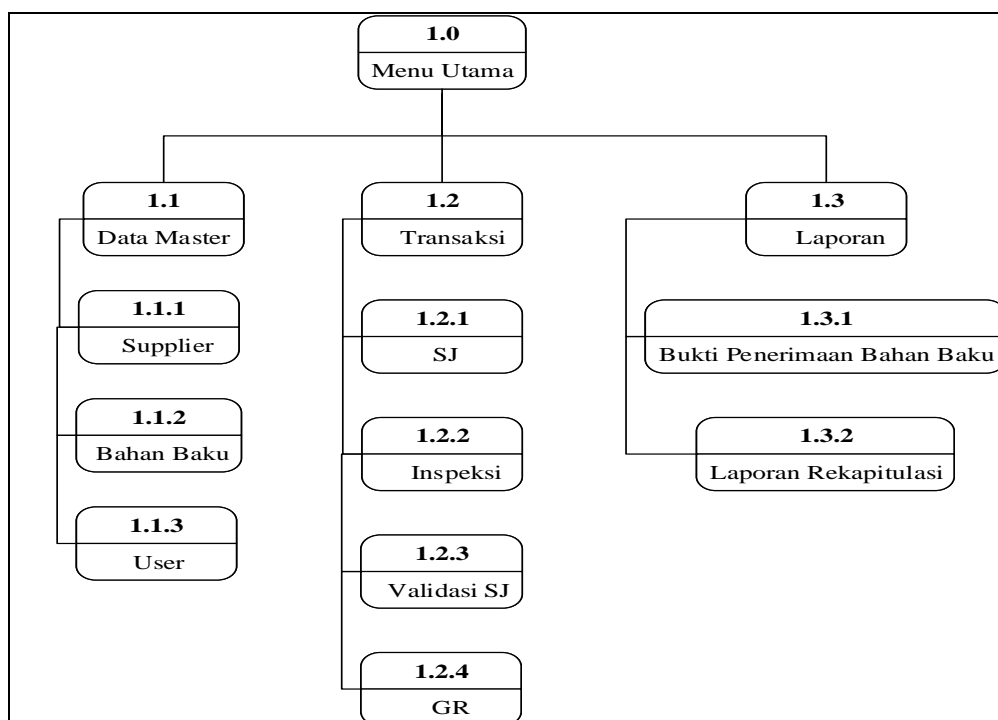 1.0
Menu Utama
1.1
Data Master
1.2
Transaksi
1.3
Laporan
1.1.1
Supplier
1.2.1
SJ
1.3.1
Bukti Penerimaan Bahan Baku
1.1.2
Bahan Baku
1.2.2
Inspeksi
1.3.2
Laporan Rekapitulasi
1.1.3
User
1.2.3
Validasi SJ
1.2.4
GR